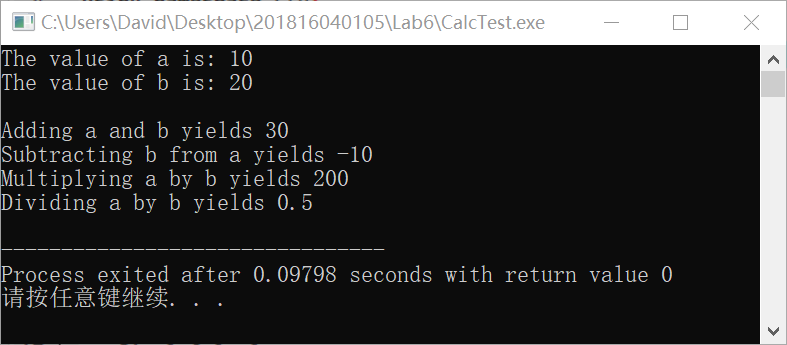 C:\Users\David\Desktop\201816040105\Lab6\CalcTest.exe
The value of a is: 10
The value of b is: 20
Adding a and b yields 30
Subtracting b from a yields -10
Multiplying a by b yields 200
Dividing a by b yields 0.5
--------------------------------
Process exited after 0.09798 seconds with return value 0
请按任意键继续. . .